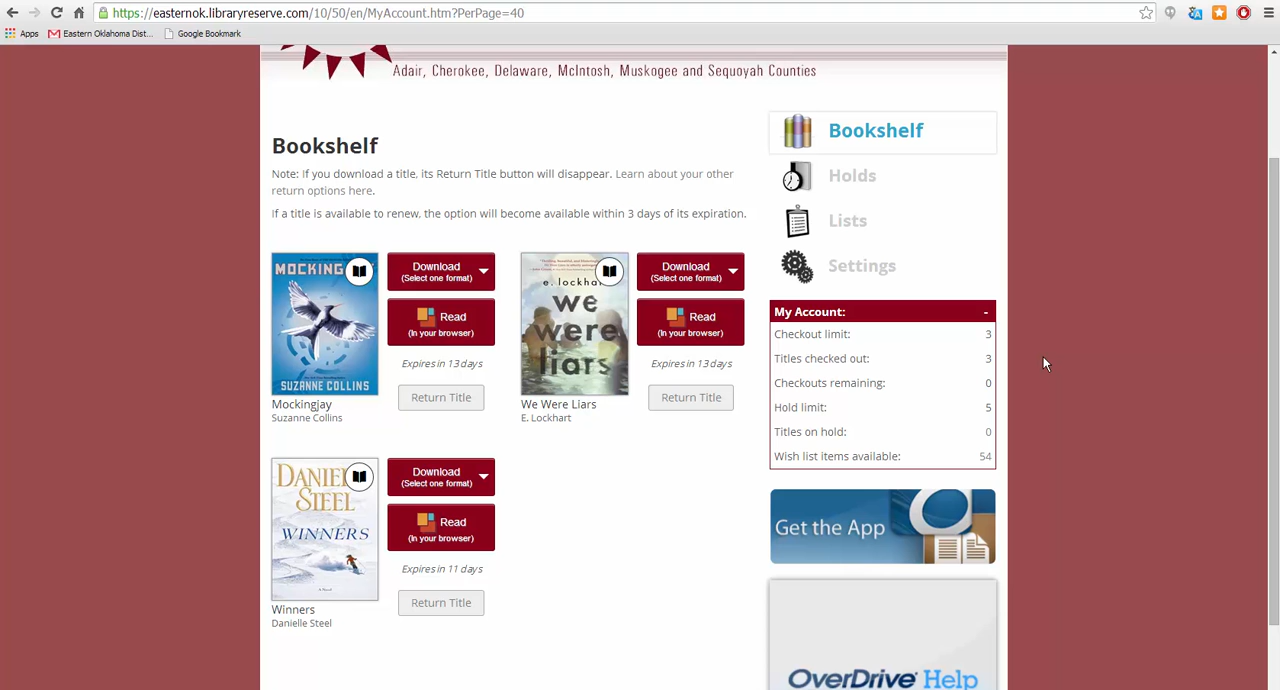 https://easternok.libraryreserve.com/10/50/en/MyAccount.htm?PerPage=40
Apps
Eastern Oklahoma Dist...
Google Bookmark
Adair, Cherokee, Delaware, McIntosh, Muskogee and Sequoyah Counties
Bookshelf
Note: If you download a title, its Return Title button will disappear. Learn about your other
return options here.
If a title is available to renew, the option will become available within 3 days of its expiration.
MOCKINGJ
SUZANNE COLLINS
Download
(Select one format)
Read
(in your browser)
Expires in 13 days
Return Title
Mockingjay
Suzanne Collins
e. lockhar
we
were
liars
Download
(Select one format)
Read
(in your browser)
Expires in 13 days
Return Title
We Were Liars
E. Lockhart
DANIEL
STEEL
WINNERS
Download
(Select one format)
Read
(in your browser)
Expires in 11 days
Return Title
Winners
Danielle Steel
Bookshelf
Holds
Lists
Settings
My Account: -
Checkout limit: 3
Titles checked out: 3
Checkouts remaining: 0
Hold limit: 5
Titles on hold: 0
Wish list items available: 54
Get the App
OverDrive Help